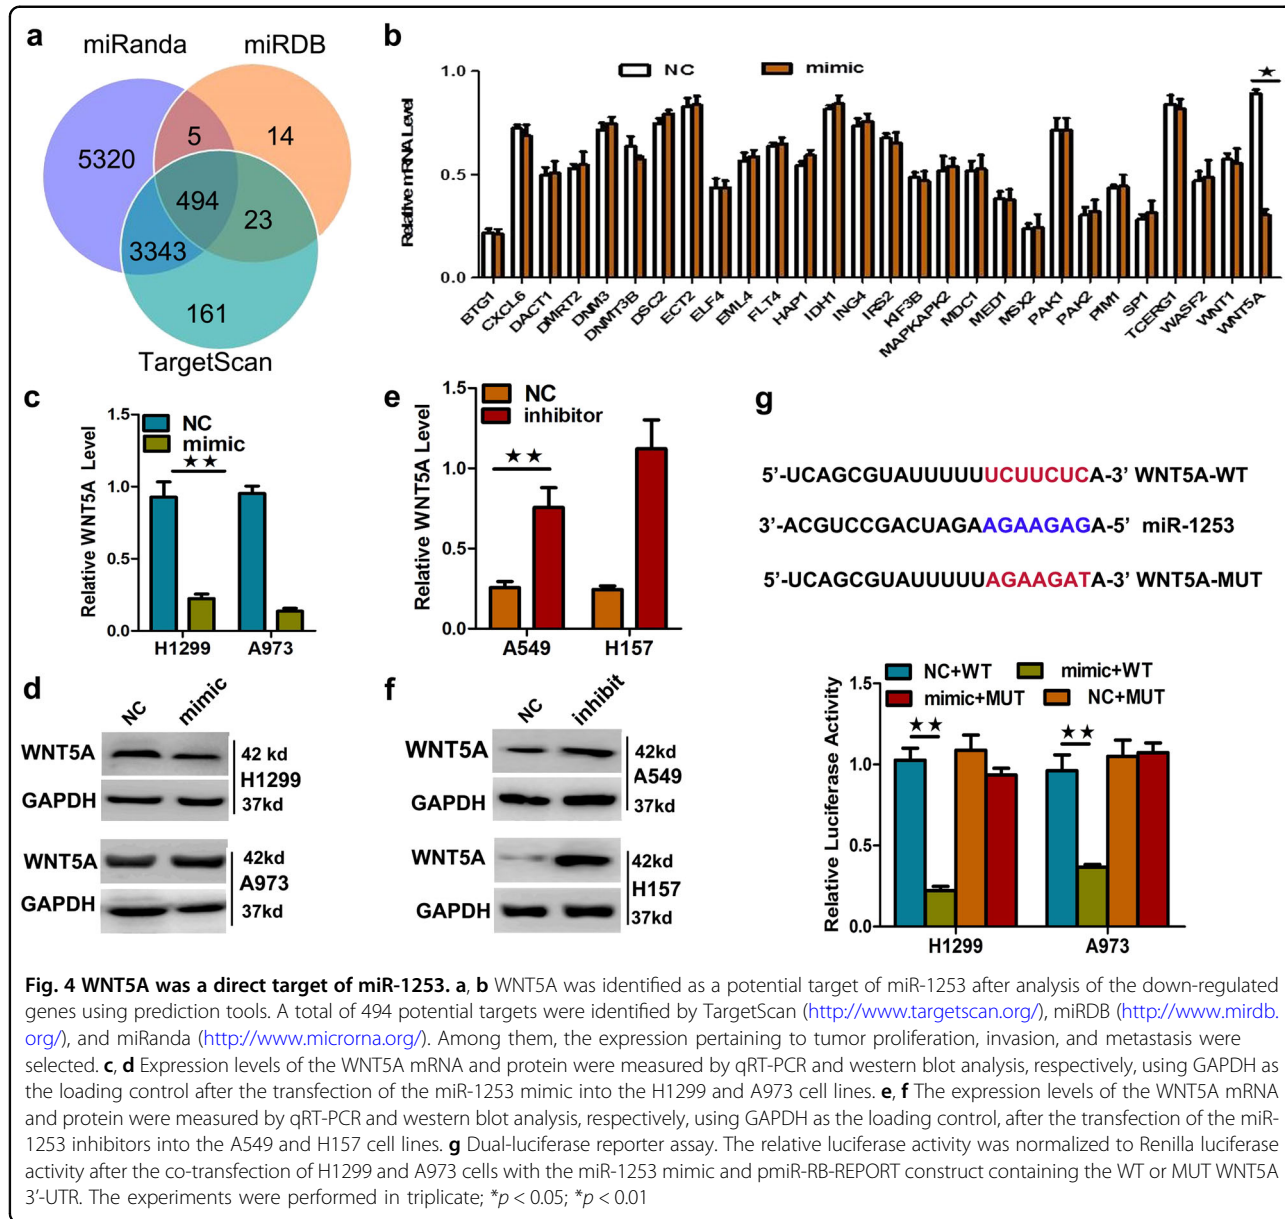 a
miRanda
miRDB
5320
5
14
494
23
3343
161
TargetScan
b
NC
mimic
Relative mRNA Level
1.0
0.5
0.0
BTG1
CXCL6
DACT1
DMRT2
DNM3
DNMT3B
DSC2
ECT2
ELF4
EML4
FLT4
HAP1
IDH1
ING4
IRS2
KIF3B
MAPKAPK2
MDC1
MED1
MSX2
PAK1
PAK2
PIM1
SP1
TCERG1
WASF2
WNT1
WNT5A
★
c
NC
mimic
★★
Relative WNT5A Level
1.5
1.0
0.5
0.0
H1299 A973
e
NC
inhibitor
★★
Relative WNT5A Level
1.5
1.0
0.5
0.0
A549 H157
g
5’-UCAGCGUAUUUUUUCUUCUCA-3’ WNT5A-WT
3’-ACGUCCGACUAGAAGAAGAGA-5’ miR-1253
5’-UCAGCGUAUUUUUAGAAGATA-3’ WNT5A-MUT
d
NC mimic
WNT5A 42 kd
H1299
GAPDH 37kd
WNT5A 42kd
A973
GAPDH 37kd
f
NC inhibit
WNT5A 42kd
A549
GAPDH 37kd
WNT5A 42kd
H157
GAPDH 37kd
NC+WT mimic+WT
mimic+MUT NC+MUT
★★ ★★
Relative Luciferase Activity
1.5
1.0
0.5
0.0
H1299 A973
Fig. 4 WNT5A was a direct target of miR-1253. a, b WNT5A was identified as a potential target of miR-1253 after analysis of the down-regulated
genes using prediction tools. A total of 494 potential targets were identified by TargetScan (http://www.targetscan.org/), miRDB (http://www.mirdb.
org/), and miRanda (http://www.microrna.org/). Among them, the expression pertaining to tumor proliferation, invasion, and metastasis were
selected. c, d Expression levels of the WNT5A mRNA and protein were measured by qRT-PCR and western blot analysis, respectively, using GAPDH as
the loading control after the transfection of the miR-1253 mimic into the H1299 and A973 cell lines. e, f The expression levels of the WNT5A mRNA
and protein were measured by qRT-PCR and western blot analysis, respectively, using GAPDH as the loading control, after the transfection of the miR-
1253 inhibitors into the A549 and H157 cell lines. g Dual-luciferase reporter assay. The relative luciferase activity was normalized to Renilla luciferase
activity after the co-transfection of H1299 and A973 cells with the miR-1253 mimic and pmiR-RB-REPORT construct containing the WT or MUT WNT5A
3′-UTR. The experiments were performed in triplicate; *p < 0.05; *p < 0.01